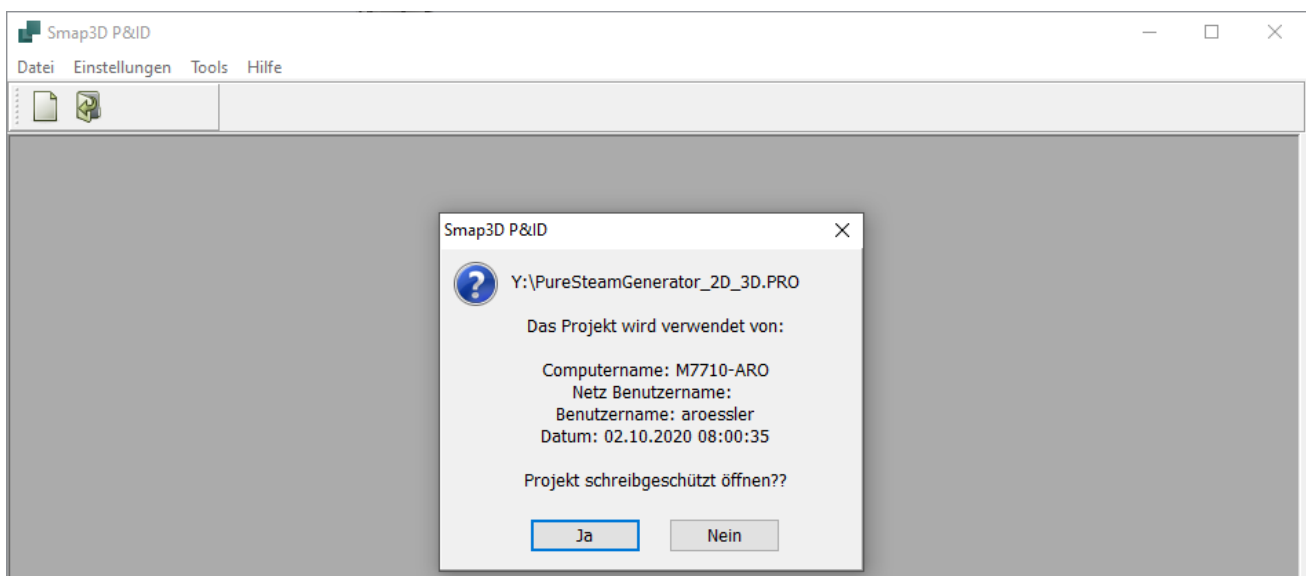 Smap3D P&ID
Datei Einstellungen Tools Hilfe
Smap3D P&ID
Y:\PureSteamGenerator_2D_3D.PRO
Das Projekt wird verwendet von:
Computername: M7710-ARO
Netz Benutzername:
Benutzername: aroessler
Datum: 02.10.2020 08:00:35
Projekt schreibgeschützt öffnen??
Ja Nein